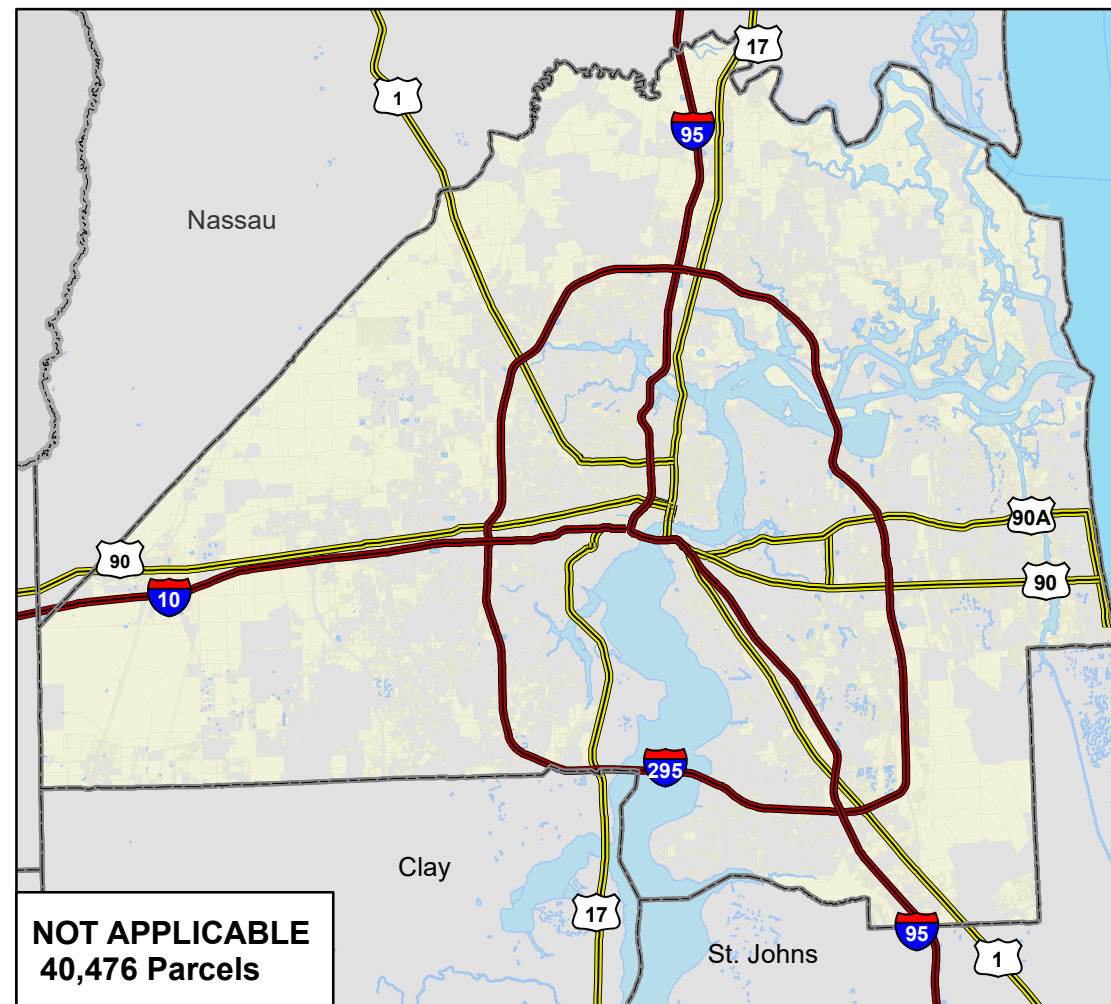 17
1
95
Nassau
90A
90
90
10
295
Clay
17
95
St. Johns
1
NOT APPLICABLE
40,476 Parcels